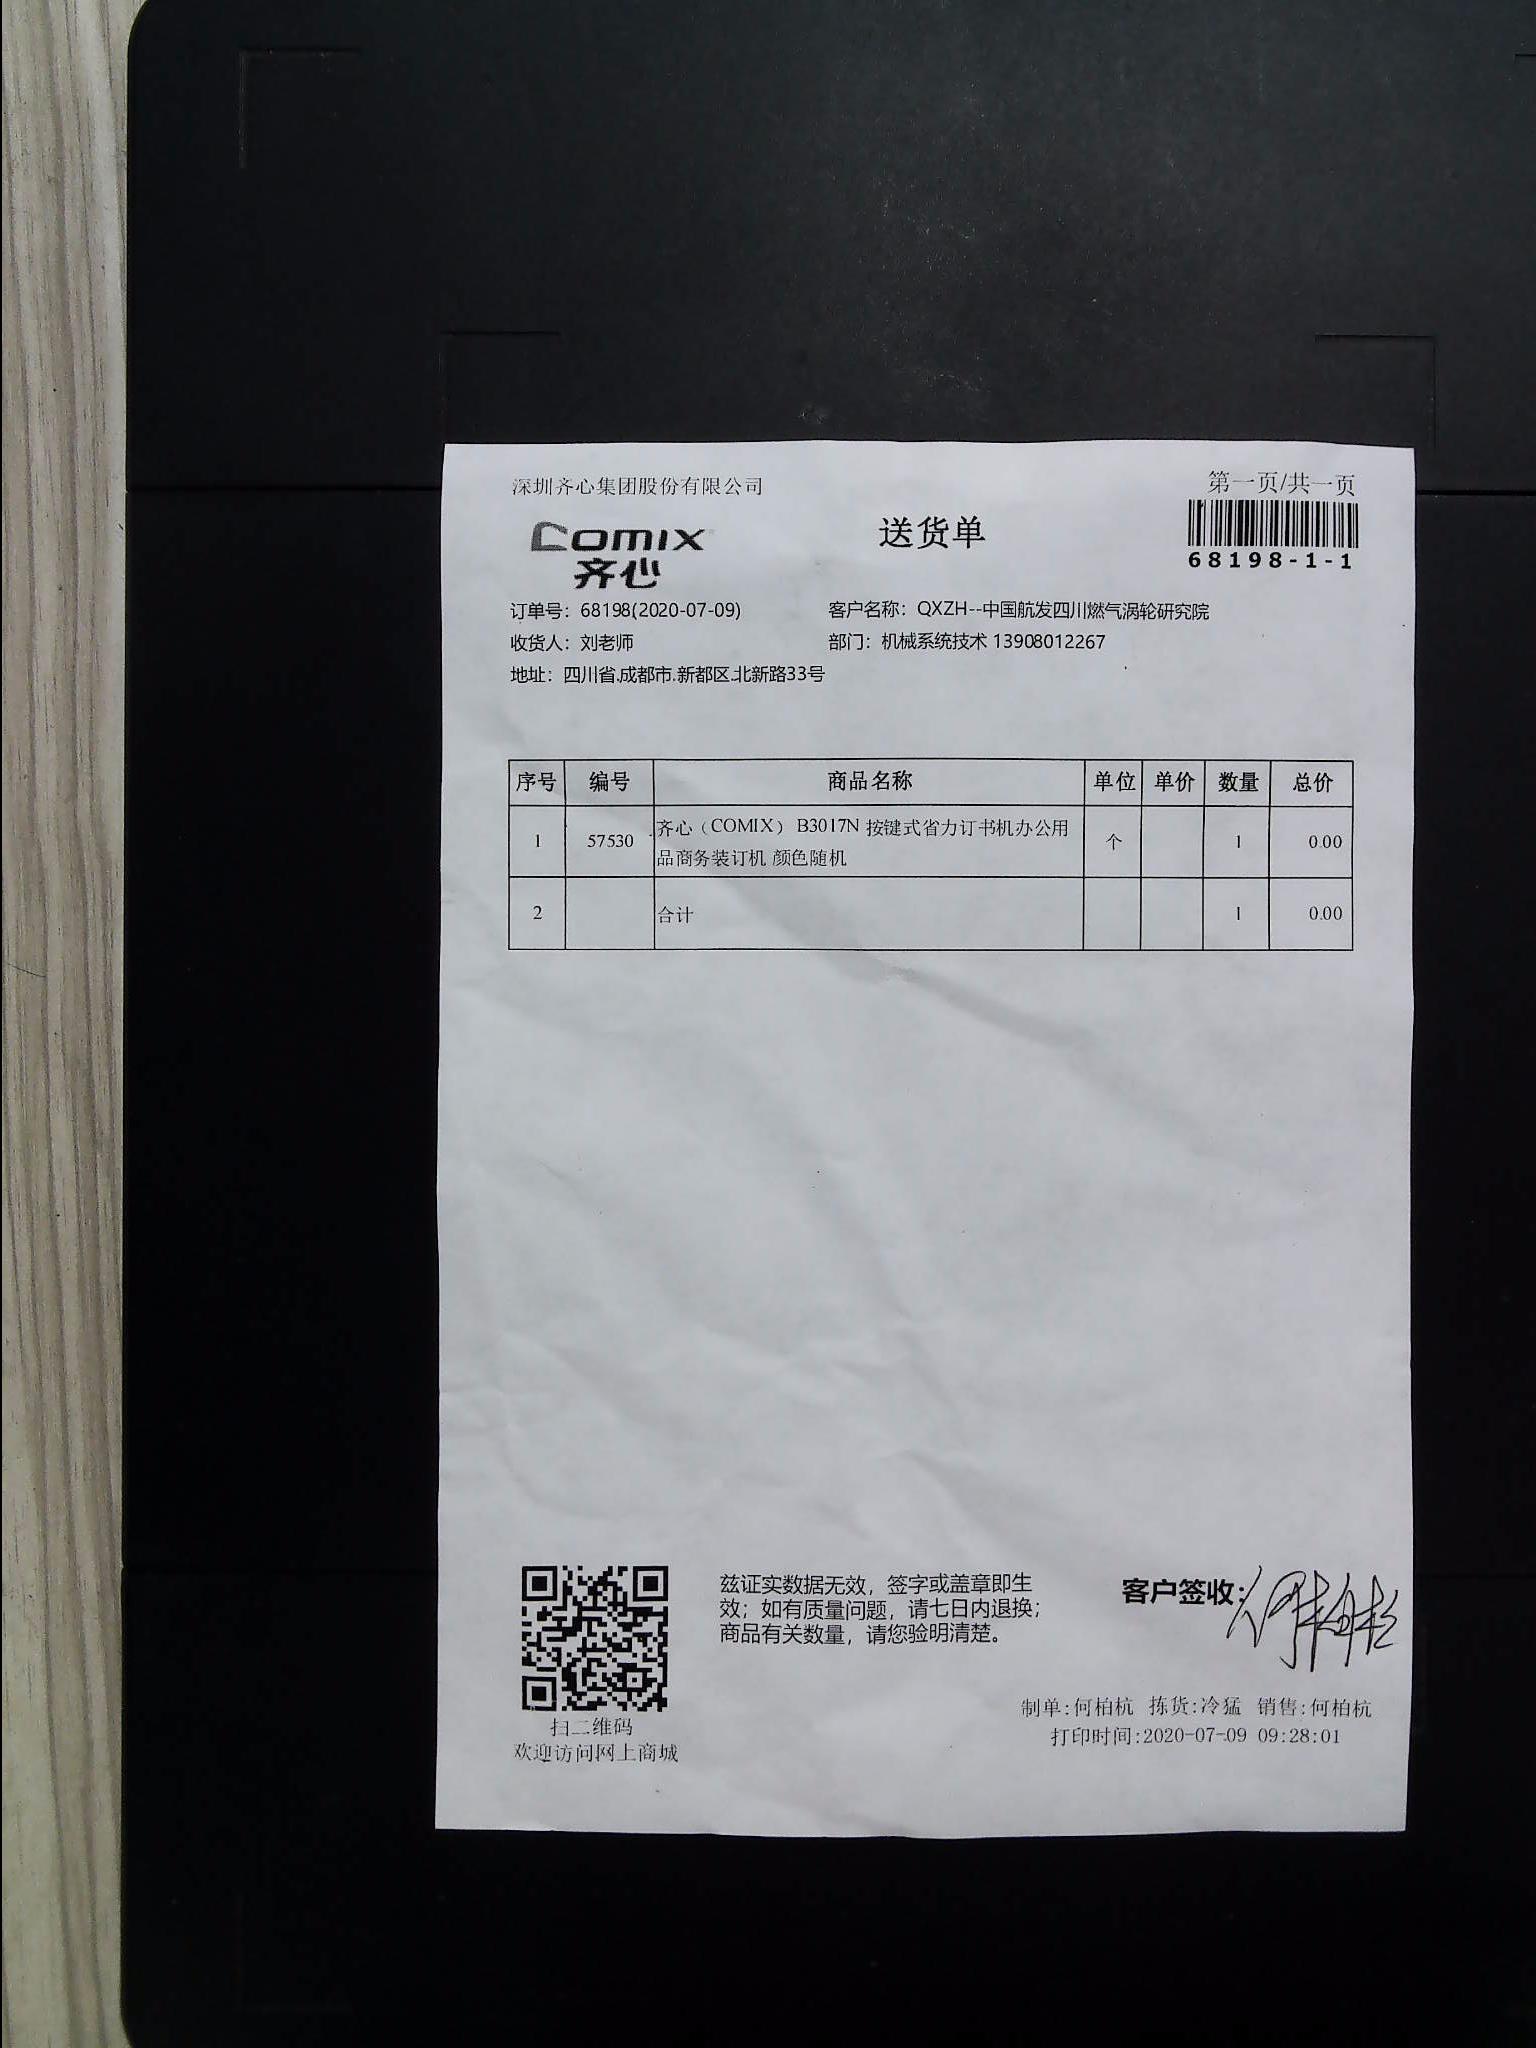 深圳齐心集团股份有限公司
第一页/共一页
comix
齐心
送货单
68198-1-1
订单号：68198(2020-07-09)
客户名称：QXZH--中国航发四川燃气涡轮研究院
收货人：刘老师
部门：机械系统技术 13908012267
地址：四川省.成都市.新都区.北新路33号
序号 编号 商品名称 单位 单价 数量 总价
1 57530 齐心（COMIX） B3017N 按键式省力订书机办公用 个 1 0.00
品商务装订机 颜色随机
2 合计 1 0.00
兹证实数据无效，签字或盖章即生
效；如有质量问题，请七日内退换；
商品有关数量，请您验明清楚。
客户签收：
扫二维码
欢迎访问网上商城
制单:何柏杭 拣货:冷猛 销售:何柏杭
打印时间:2020-07-09 09:28:01